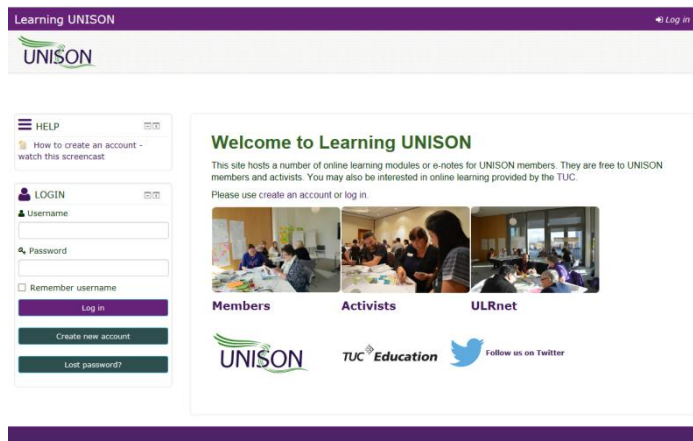 Learning UNISON
Log in
UNISON
HELP
How to create an account -
watch this screencast
LOGIN
Username
Password
Remember username
Log in
Create new account
Lost password?
Welcome to Learning UNISON
This site hosts a number of online learning modules or e-notes for UNISON members. They are free to UNISON
members and activists. You may also be interested in online learning provided by the TUC.
Please use create an account or log in.
Members
Activists
ULRnet
UNISON
TUC Education
Follow us on Twitter